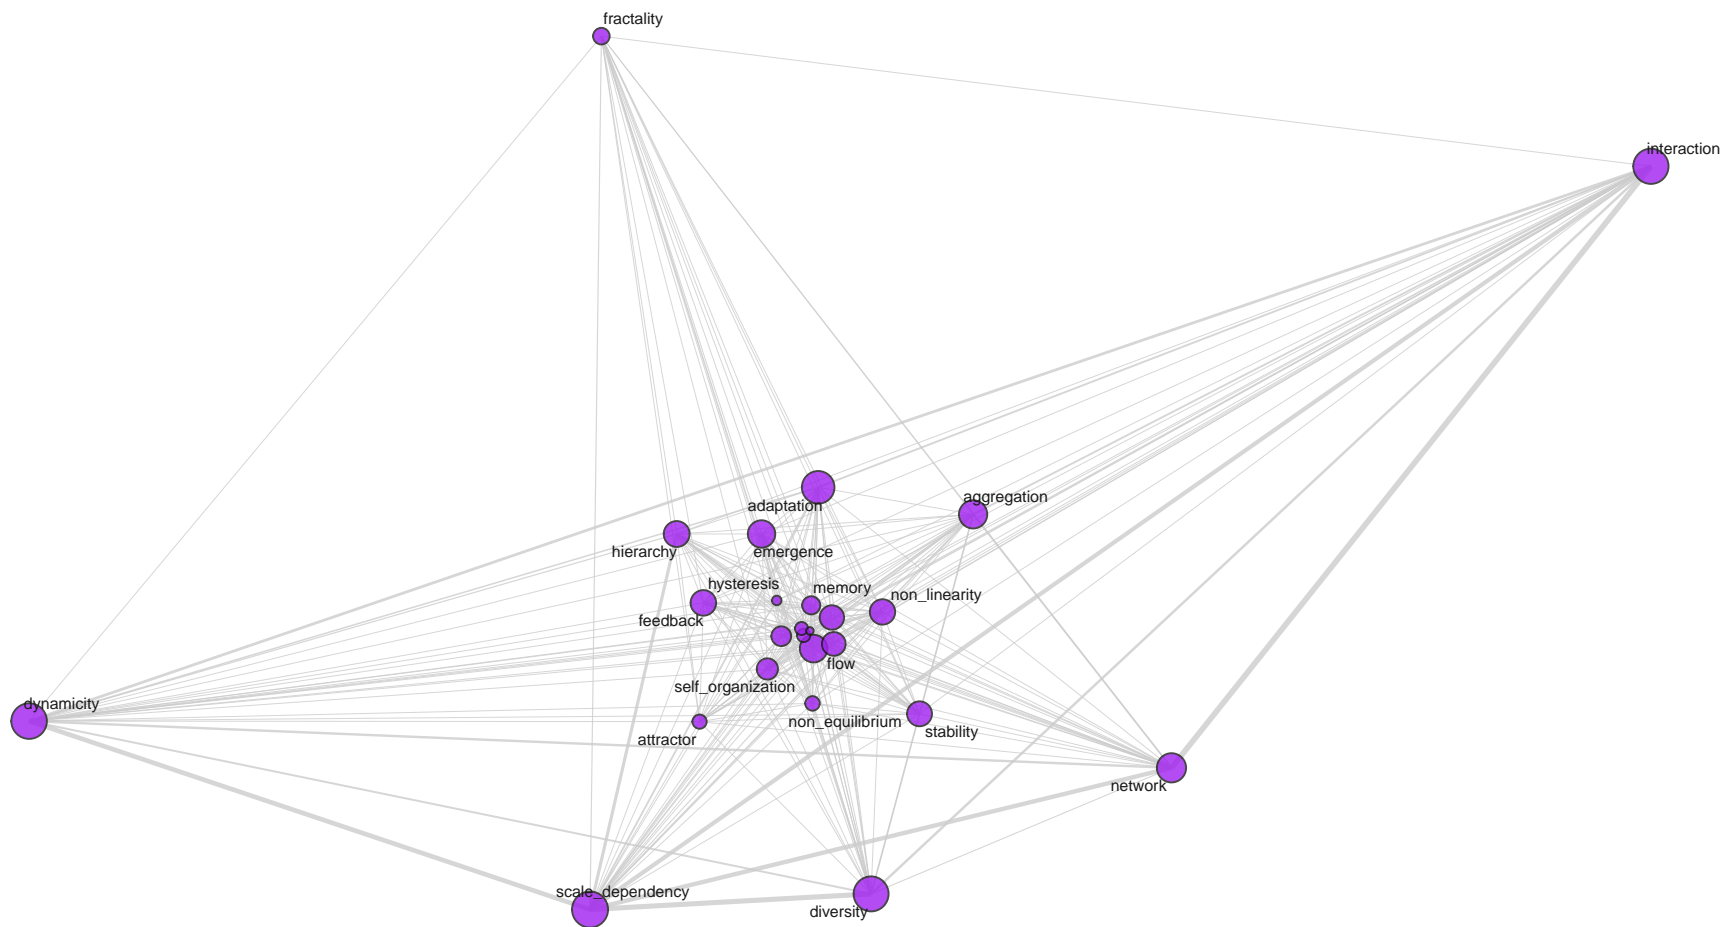 fractality
interaction
aggregation
adaptation
hierarchy
emergence
hysteresis
memory
non_linearity
feedback
flow
self_organization
dynamicity
non_equilibrium
stability
attractor
network
scale_dependency
diversity